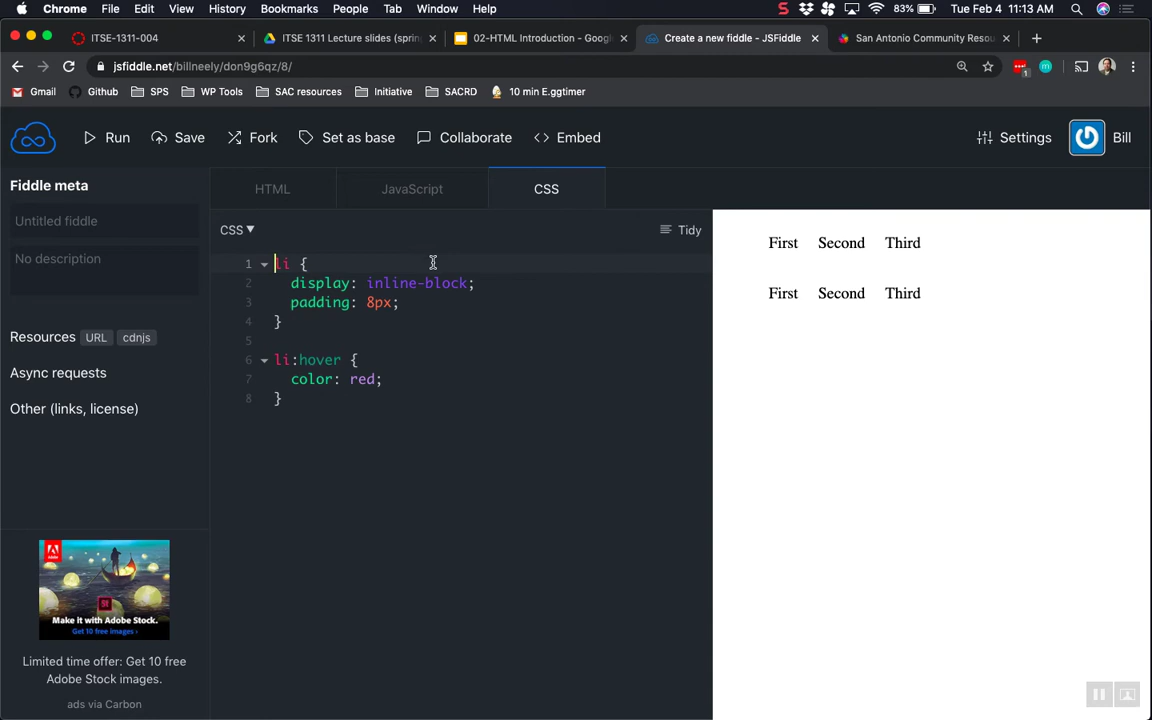 Chrome File Edit View History Bookmarks People Tab Window Help 83% Tue Feb 4 11:13 AM
ITSE-1311-004 ITSE 1311 Lecture slides (sprin 02-HTML Introduction - Googl Create a new fiddle - JSFiddle San Antonio Community Resou
jsfiddle.net/billneely/don9g6qz/8/
Gmail Github SPS WP Tools SAC resources Initiative SACRD 10 min E.ggtimer
Run Save Fork Set as base Collaborate Embed Settings Bill
Fiddle meta
Untitled fiddle
No description
Resources URL cdnjs
Async requests
Other (links, license)
Make it with Adobe Stock.
Get 10 free images ›
Limited time offer: Get 10 free
Adobe Stock images.
ads via Carbon
HTML JavaScript CSS
CSS ▼ Tidy
1 li {
2 display: inline-block;
3 padding: 8px;
4 }
5
6 li:hover {
7 color: red;
8 }
First Second Third
First Second Third